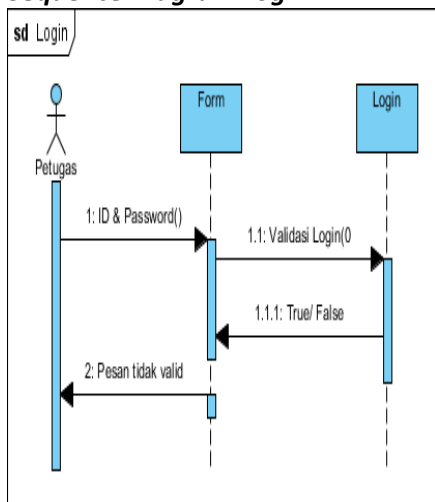 sd Login
Form
Login
Petugas
1: ID & Password()
1.1: Validasi Login(0
1.1.1: True/ False
2: Pesan tidak valid